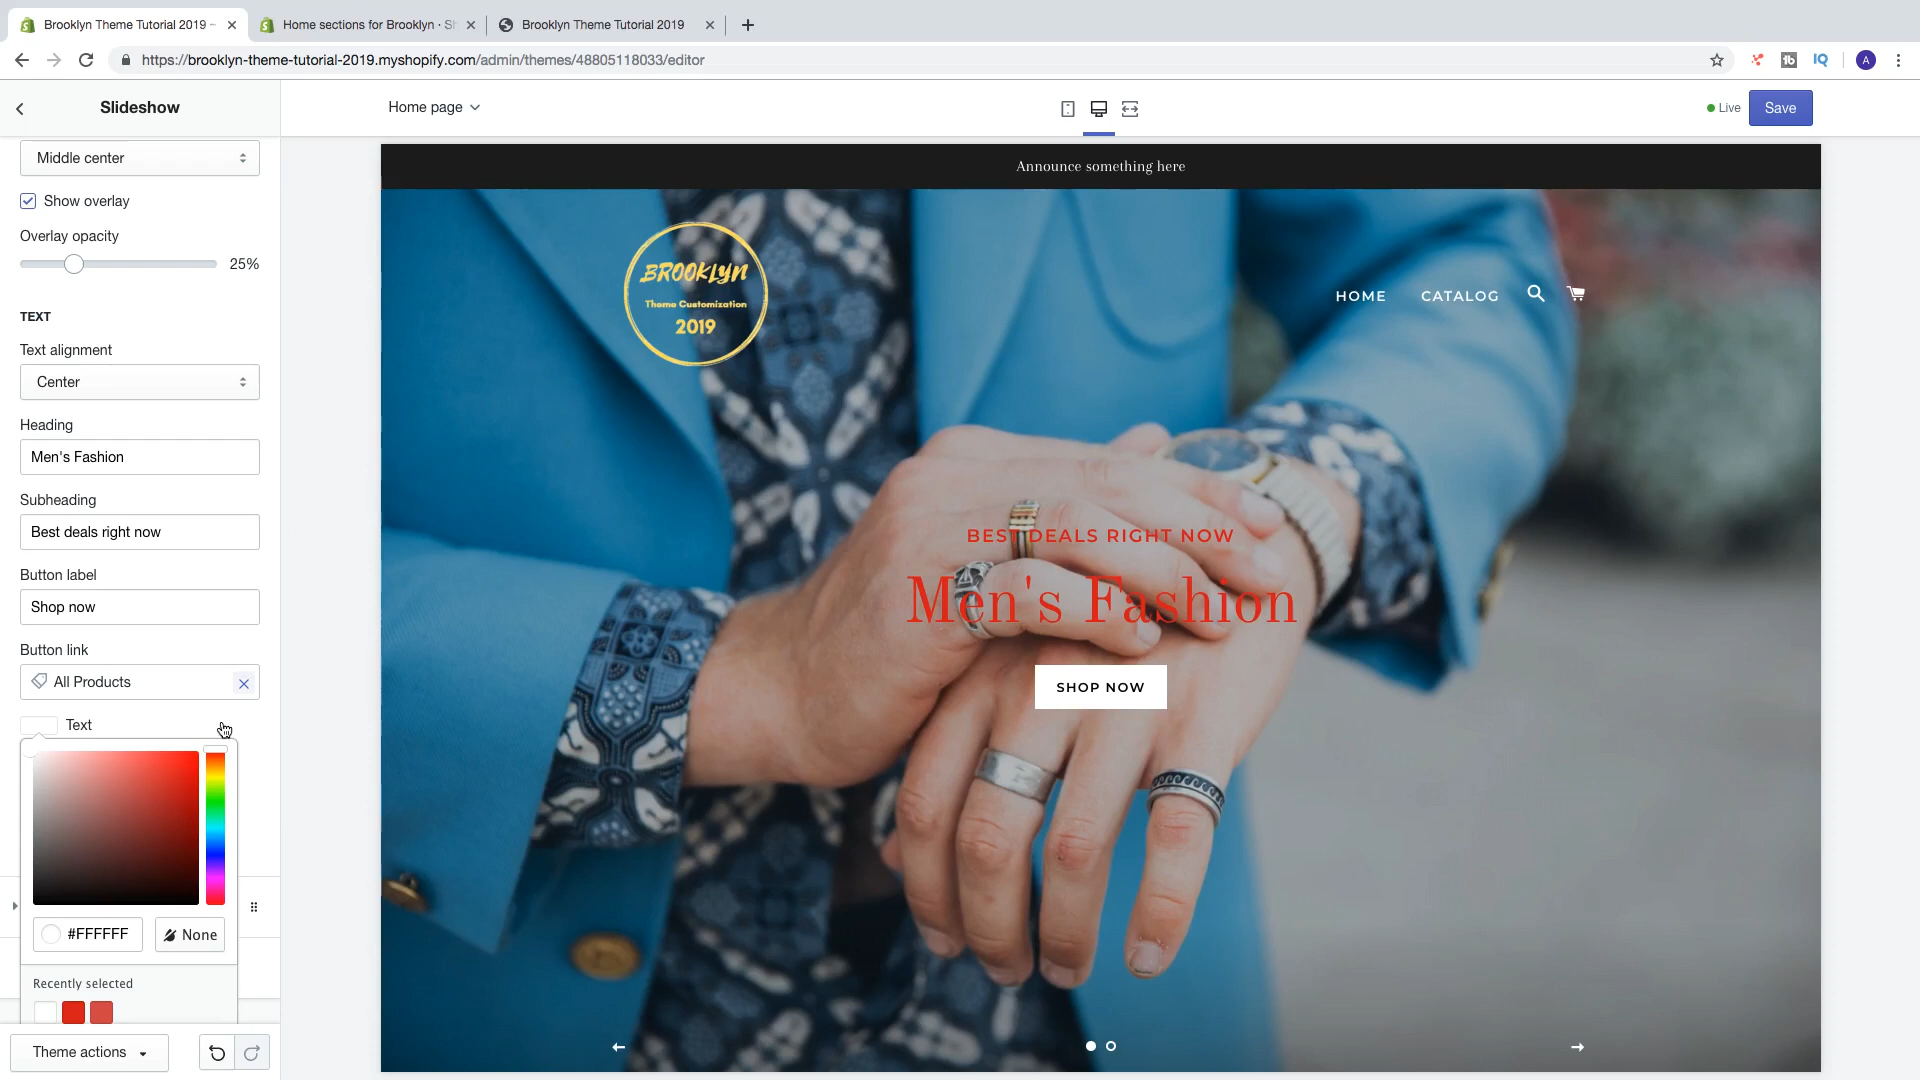 Brooklyn Theme Tutorial 2019 ~
Home sections for Brooklyn · Sh
Brooklyn Theme Tutorial 2019
https://brooklyn-theme-tutorial-2019.myshopify.com/admin/themes/48805118033/editor
tb
IQ
A
Slideshow
Home page
Live
Save
Middle center
Show overlay
Overlay opacity
25%
TEXT
Text alignment
Center
Heading
Men's Fashion
Subheading
Best deals right now
Button label
Shop now
Button link
All Products
Text
#FFFFFF
None
Recently selected
Theme actions
Announce something here
BROOKLYN
Theme Customization
2019
HOME
CATALOG
BEST DEALS RIGHT NOW
Men's Fashion
SHOP NOW